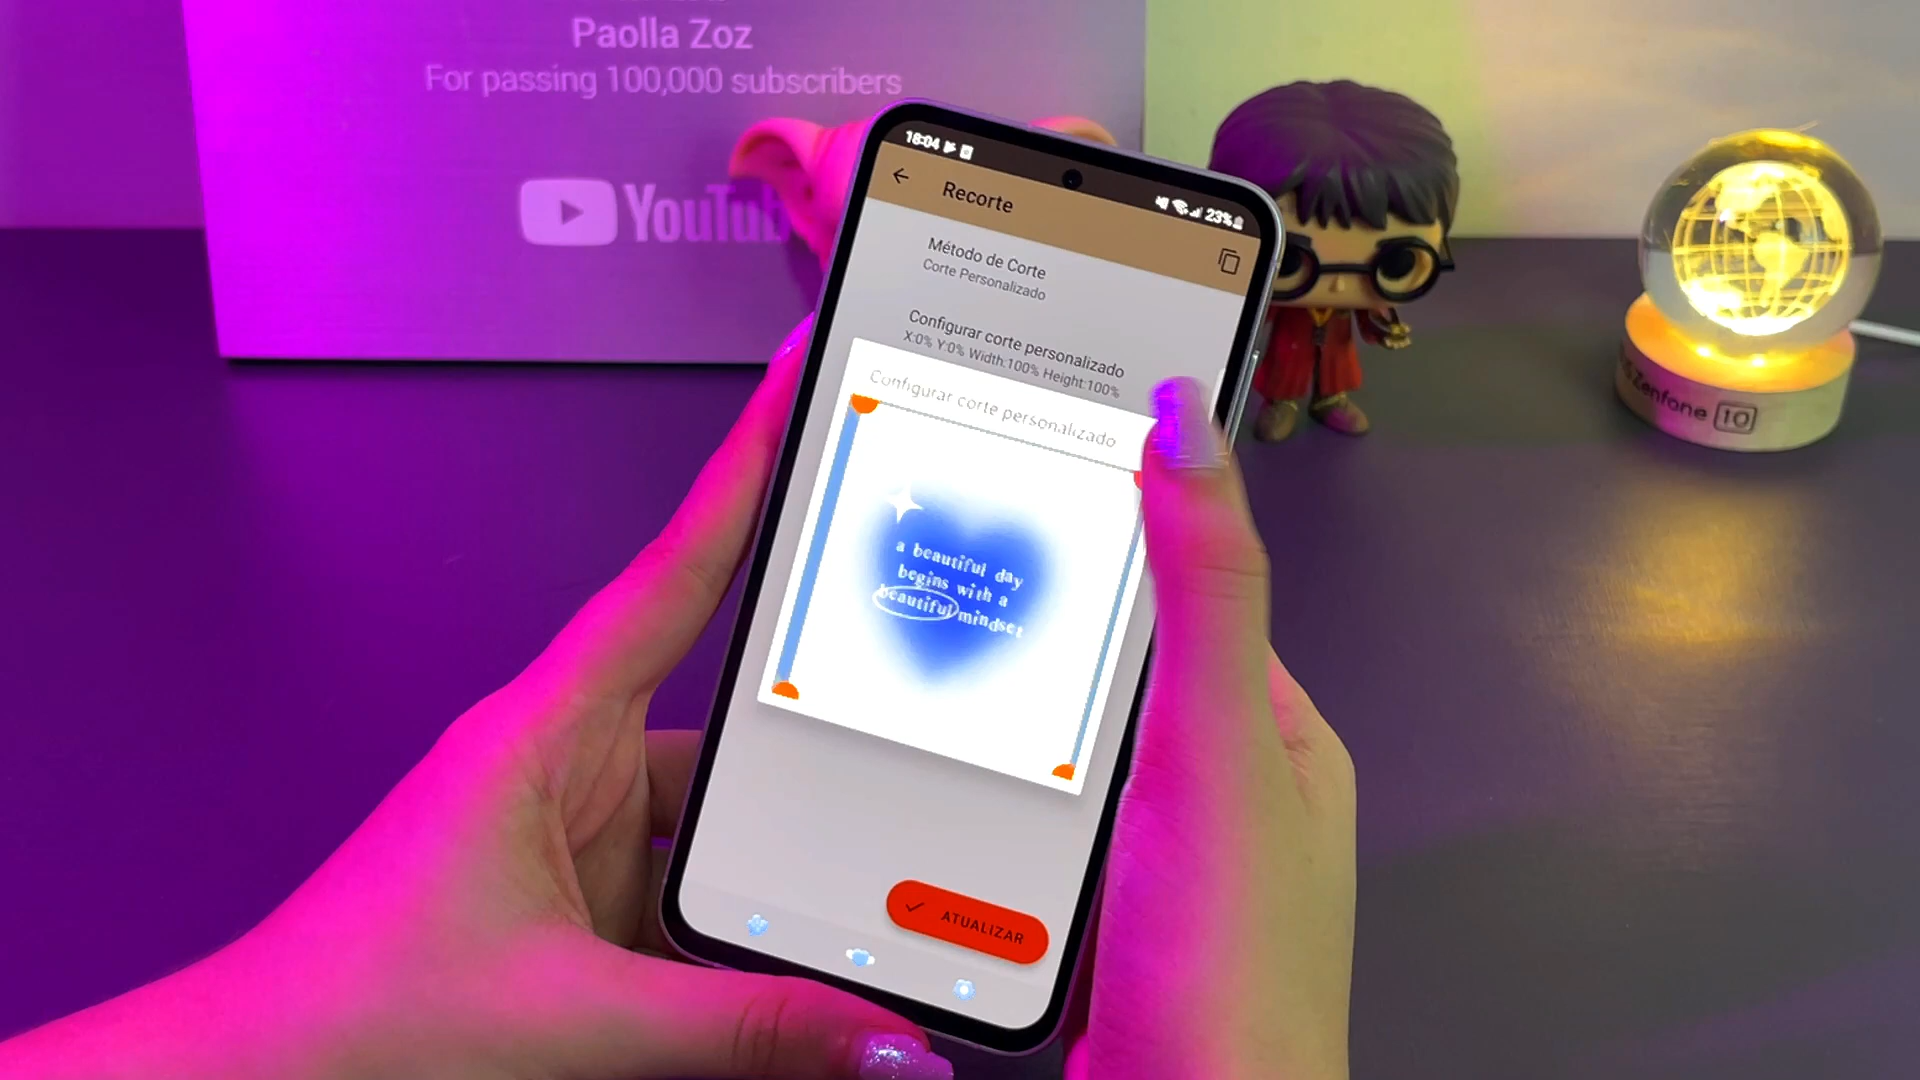 Paolla Zoz
For passing 100,000 subscribers
YouTub
18:04
23%
Recorte
Método de Corte
Corte Personalizado
Configurar corte personalizado
X:0% Y:0% Width:100% Height:100%
Configurar corte personalizado
a beautiful day
begins with a
beautiful mindset
ATUALIZAR
Zenfone 10